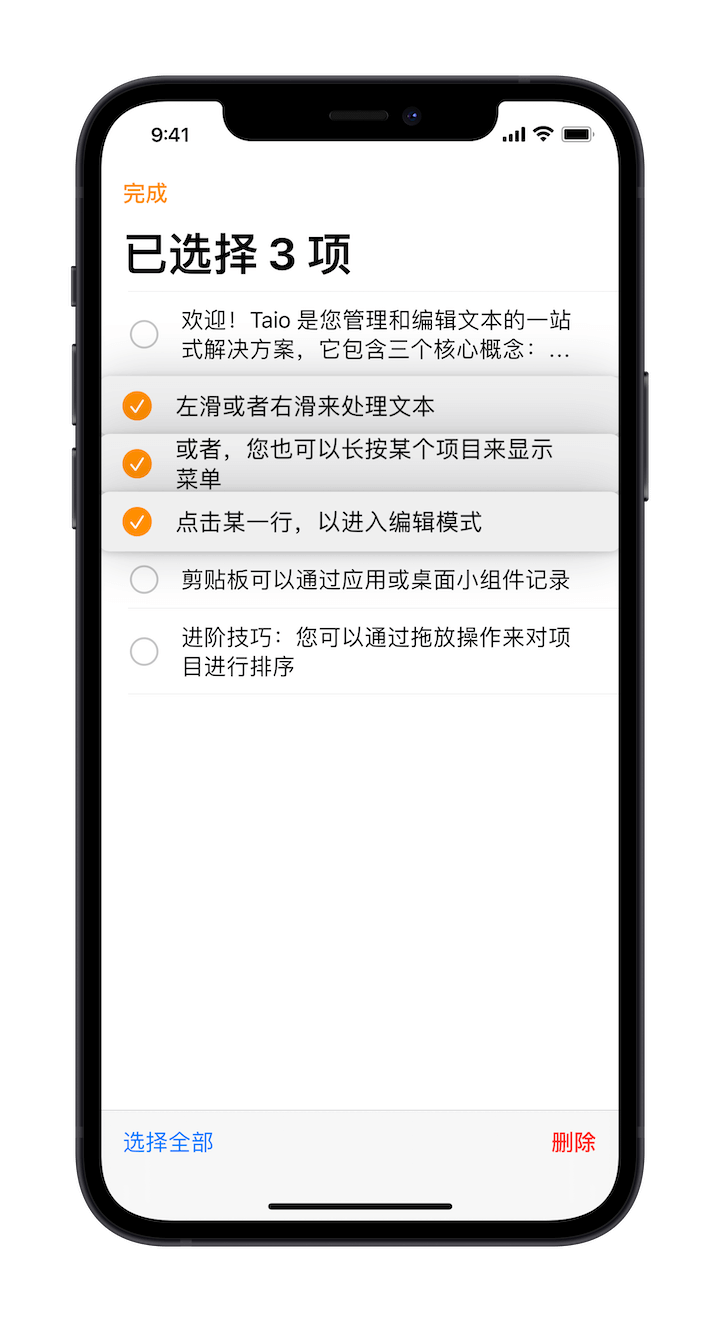 9:41
完成
已选择 3 项
欢迎！Taio 是您管理和编辑文本的一站
式解决方案，它包含三个核心概念：...
左滑或者右滑来处理文本
或者，您也可以长按某个项目来显示
菜单
点击某一行，以进入编辑模式
剪贴板可以通过应用或桌面小组件记录
进阶技巧：您可以通过拖放操作来对项
目进行排序
选择全部
删除